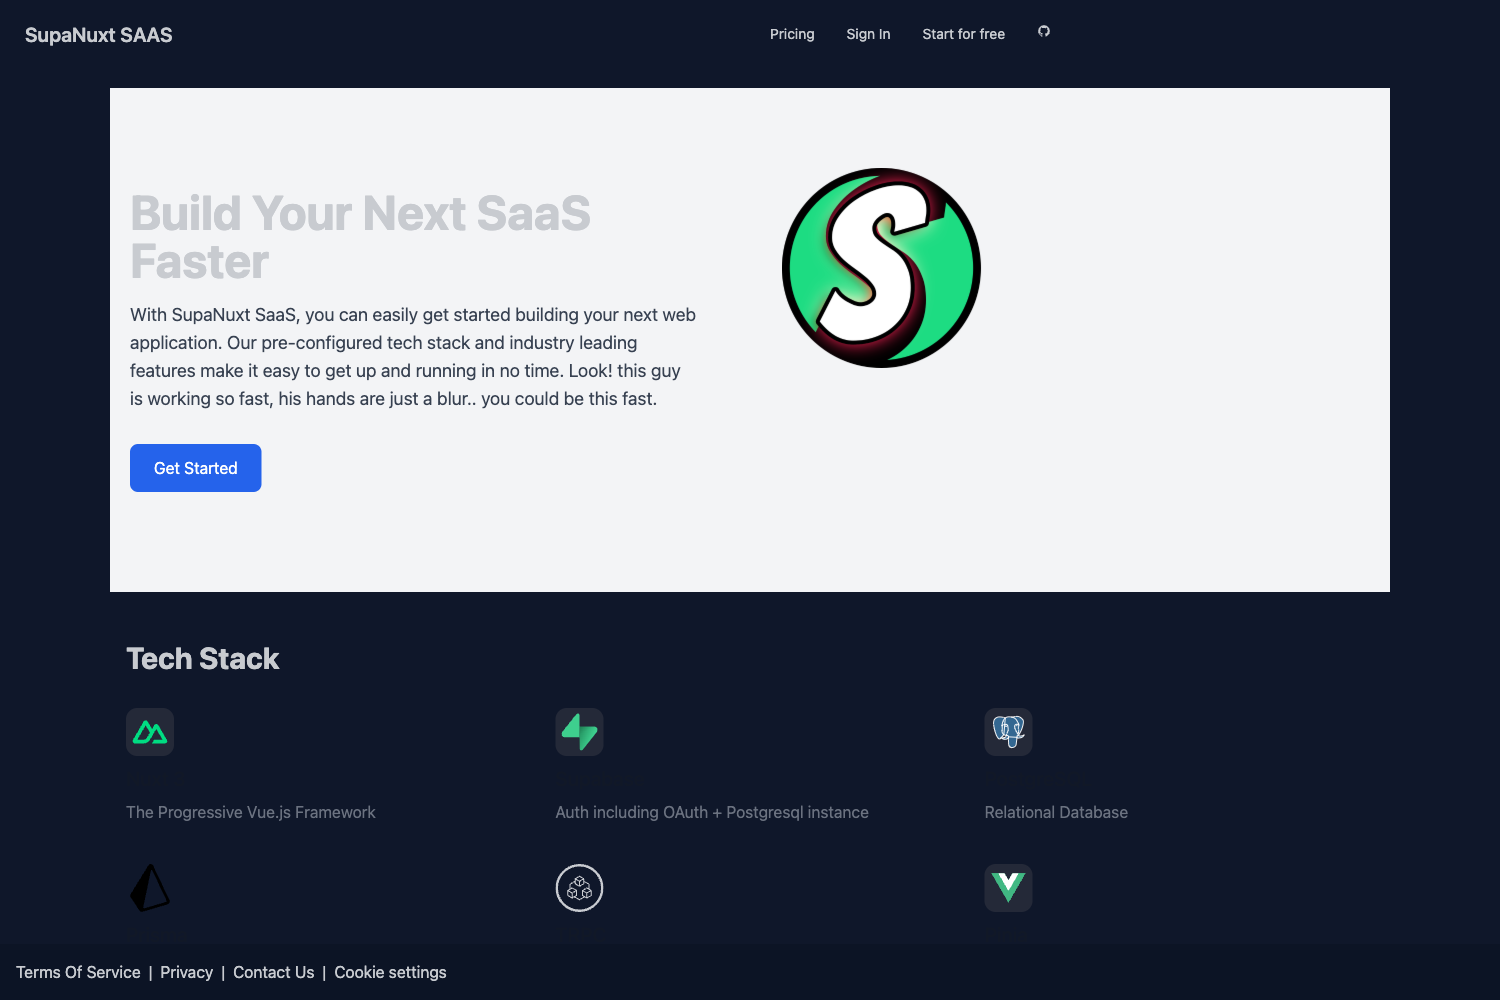 SupaNuxt SAAS
Pricing
Sign In
Start for free
Build Your Next SaaS
Faster
With SupaNuxt SaaS, you can easily get started building your next web
application. Our pre-configured tech stack and industry leading
features make it easy to get up and running in no time. Look! this guy
is working so fast, his hands are just a blur.. you could be this fast.
Get Started
S
Tech Stack
The Progressive Vue.js Framework
Auth including OAuth + Postgresql instance
Relational Database
Terms Of Service | Privacy | Contact Us | Cookie settings